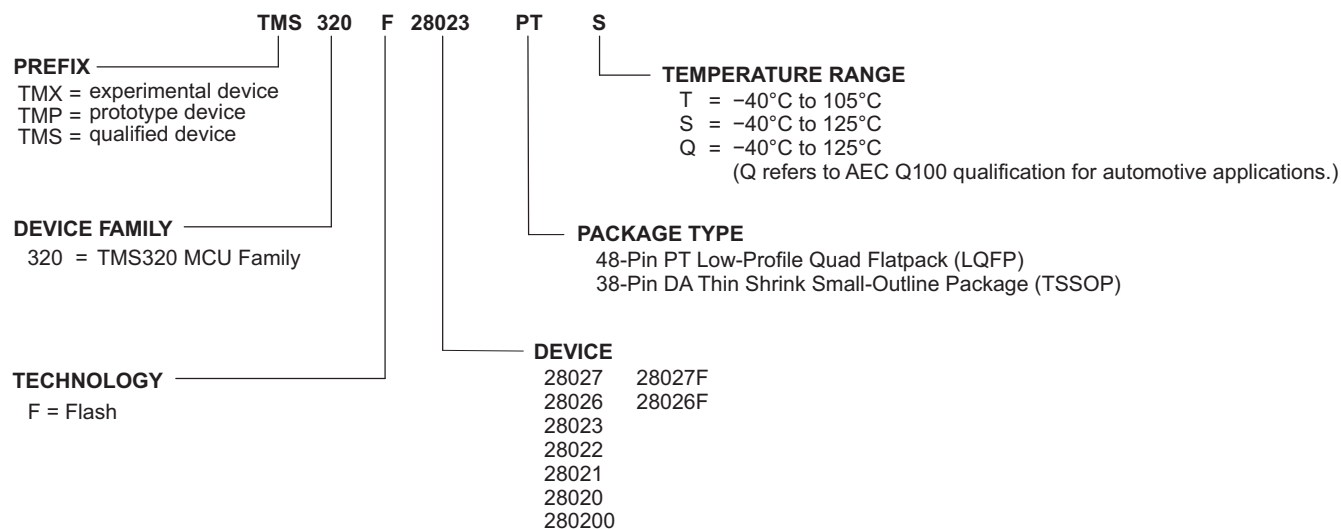 TMS 320 F 28023 PT S
PREFIX
TMX = experimental device
TMP = prototype device
TMS = qualified device
TEMPERATURE RANGE
T = −40°C to 105°C
S = −40°C to 125°C
Q = −40°C to 125°C
(Q refers to AEC Q100 qualification for automotive applications.)
DEVICE FAMILY
320 = TMS320 MCU Family
PACKAGE TYPE
48-Pin PT Low-Profile Quad Flatpack (LQFP)
38-Pin DA Thin Shrink Small-Outline Package (TSSOP)
TECHNOLOGY
F = Flash
DEVICE
28027 28027F
28026 28026F
28023
28022
28021
28020
280200